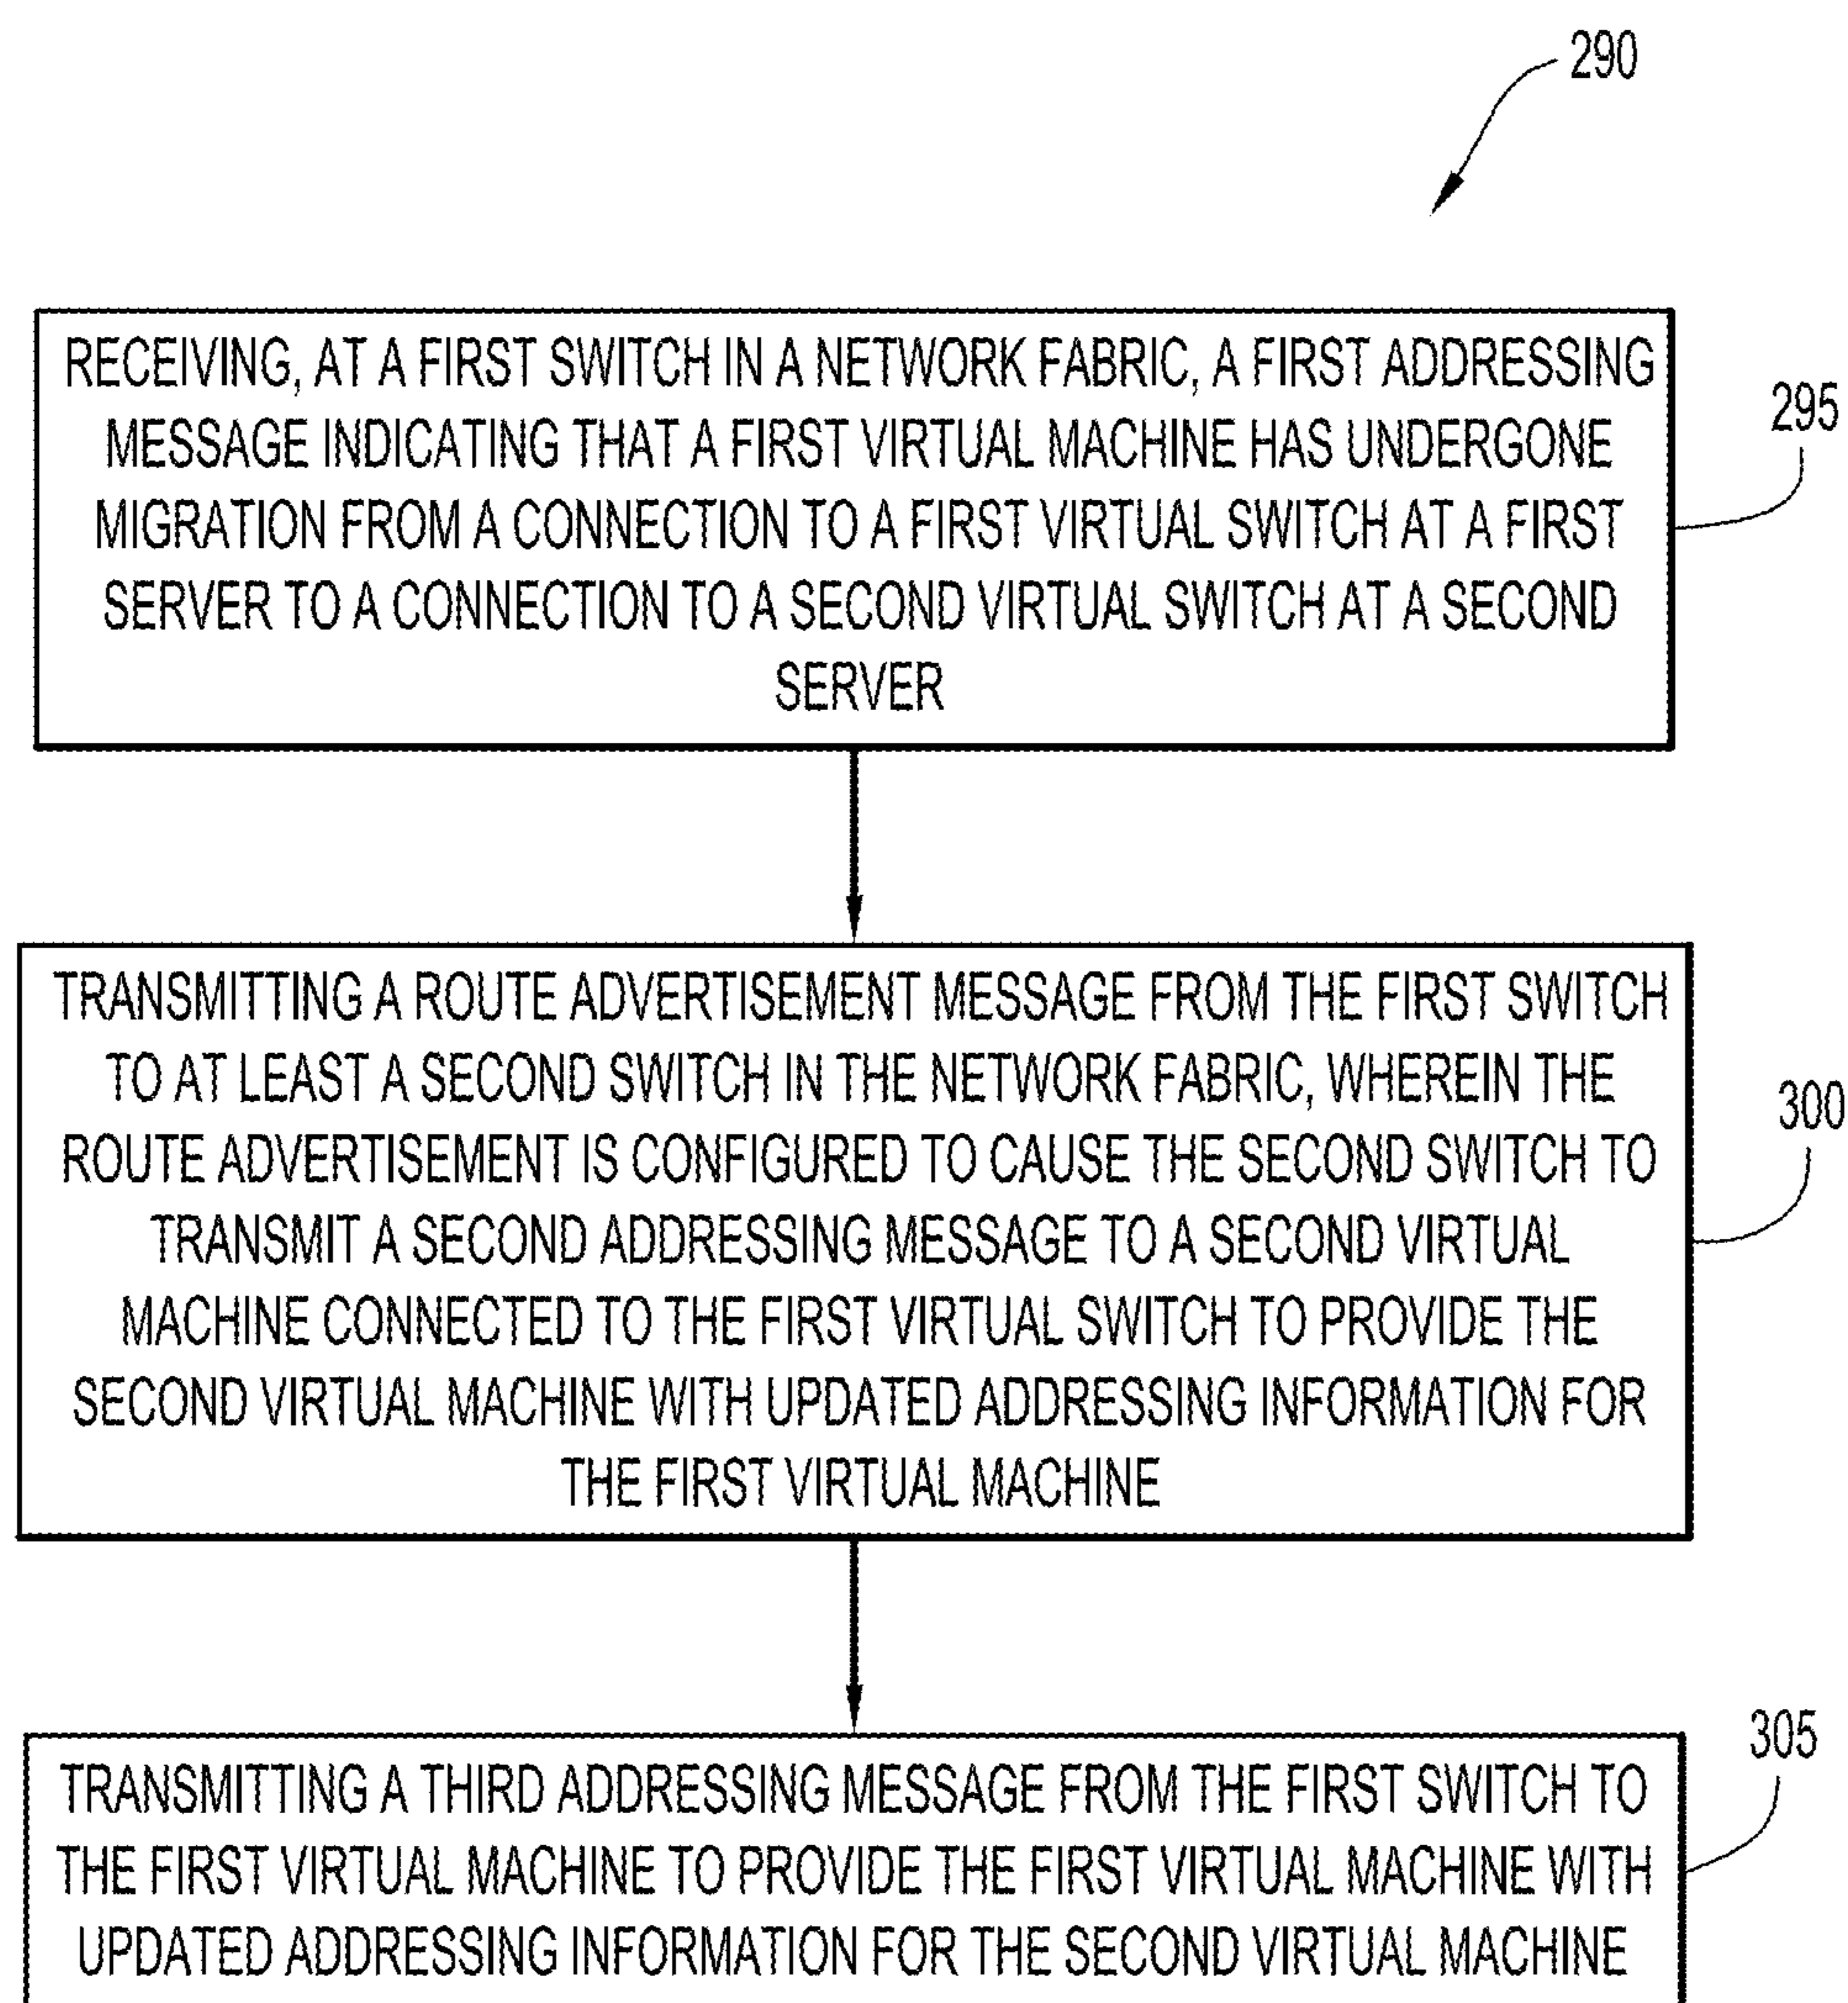 290
RECEIVING, AT A FIRST SWITCH IN A NETWORK FABRIC, A FIRST ADDRESSING
MESSAGE INDICATING THAT A FIRST VIRTUAL MACHINE HAS UNDERGONE
MIGRATION FROM A CONNECTION TO A FIRST VIRTUAL SWITCH AT A FIRST
SERVER TO A CONNECTION TO A SECOND VIRTUAL SWITCH AT A SECOND
SERVER
295
TRANSMITTING A ROUTE ADVERTISEMENT MESSAGE FROM THE FIRST SWITCH
TO AT LEAST A SECOND SWITCH IN THE NETWORK FABRIC, WHEREIN THE
ROUTE ADVERTISEMENT IS CONFIGURED TO CAUSE THE SECOND SWITCH TO
TRANSMIT A SECOND ADDRESSING MESSAGE TO A SECOND VIRTUAL
MACHINE CONNECTED TO THE FIRST VIRTUAL SWITCH TO PROVIDE THE
SECOND VIRTUAL MACHINE WITH UPDATED ADDRESSING INFORMATION FOR
THE FIRST VIRTUAL MACHINE
300
TRANSMITTING A THIRD ADDRESSING MESSAGE FROM THE FIRST SWITCH TO
THE FIRST VIRTUAL MACHINE TO PROVIDE THE FIRST VIRTUAL MACHINE WITH
UPDATED ADDRESSING INFORMATION FOR THE SECOND VIRTUAL MACHINE
305